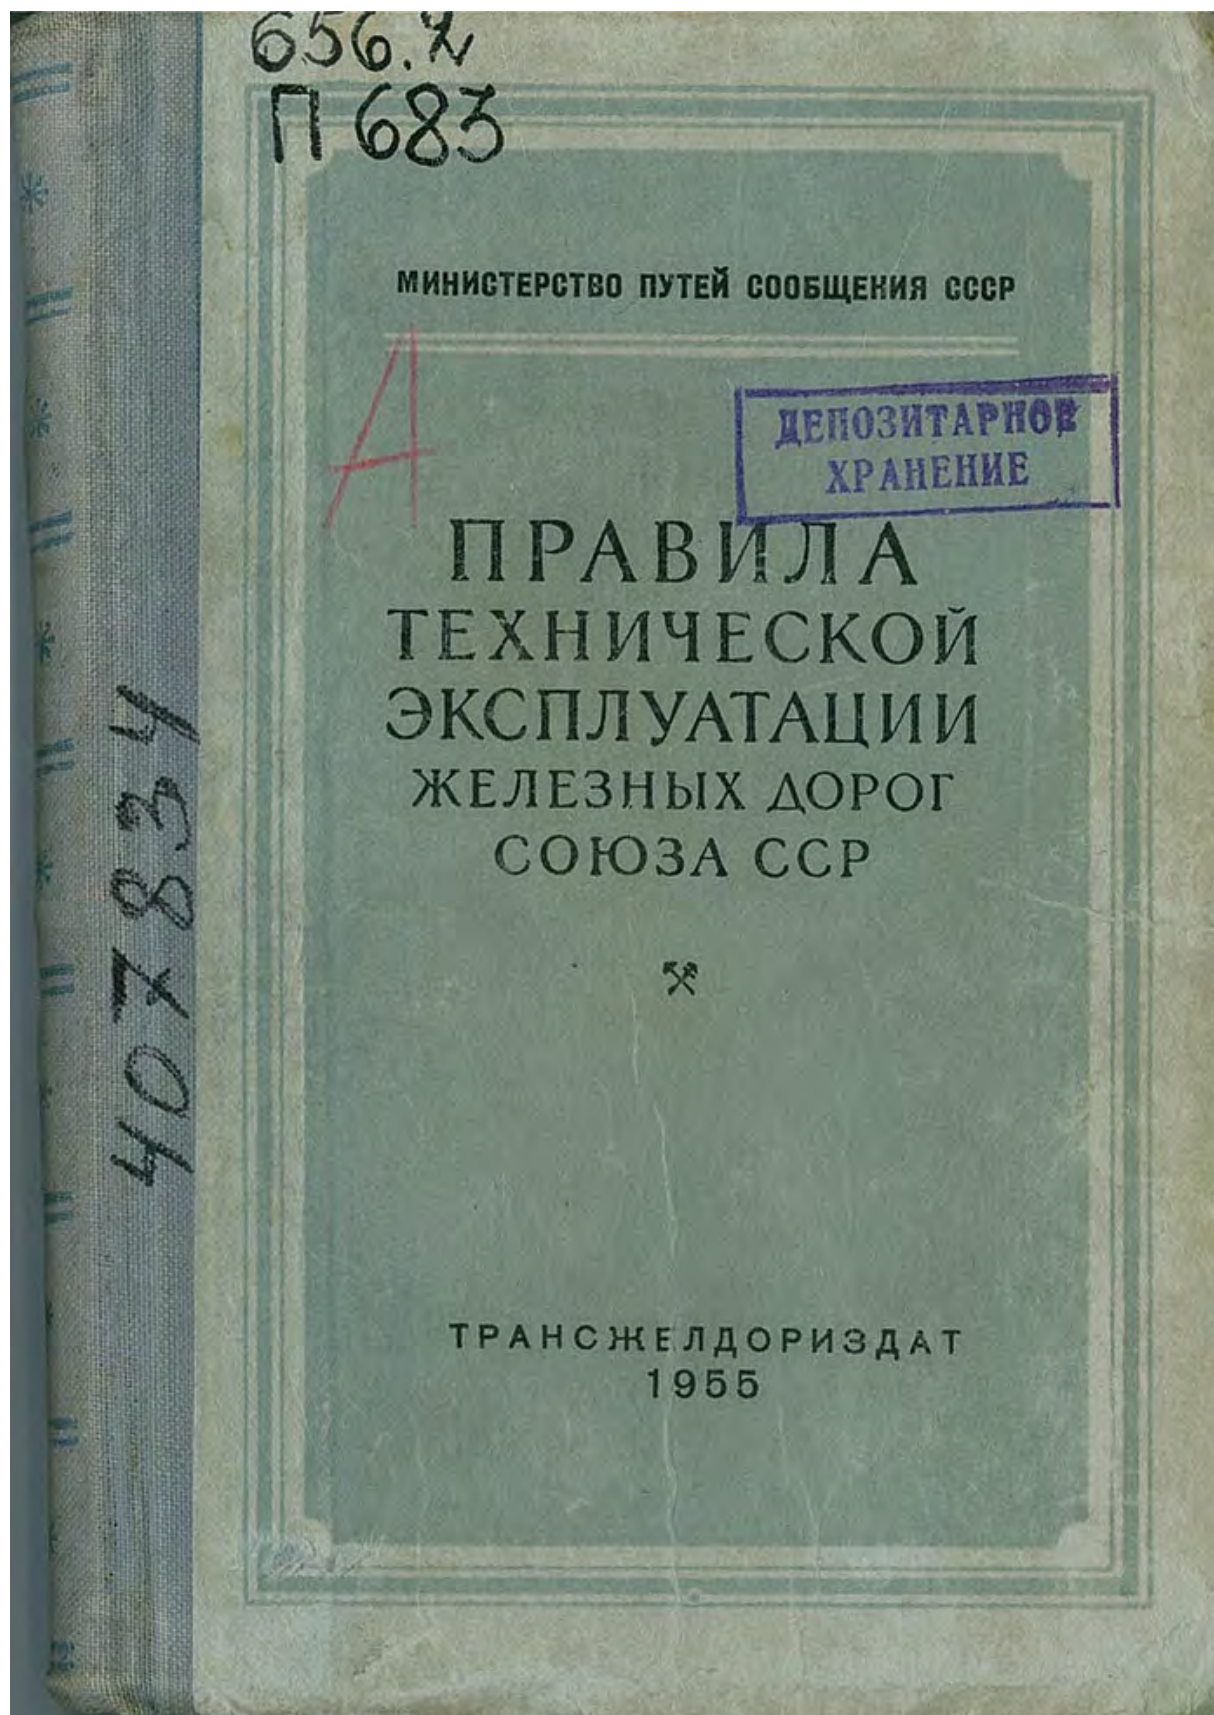 656.2
П 683
МИНИСТЕРСТВО ПУТЕЙ СООБЩЕНИЯ СССР
А
ДЕПОЗИТАРНОЕ
ХРАНЕНИЕ
ПРАВИЛА
ТЕХНИЧЕСКОЙ
ЭКСПЛУАТАЦИИ
ЖЕЛЕЗНЫХ ДОРОГ
СОЮЗА ССР
407834
ТРАНСЖЕЛДОРИЗДАТ
1955